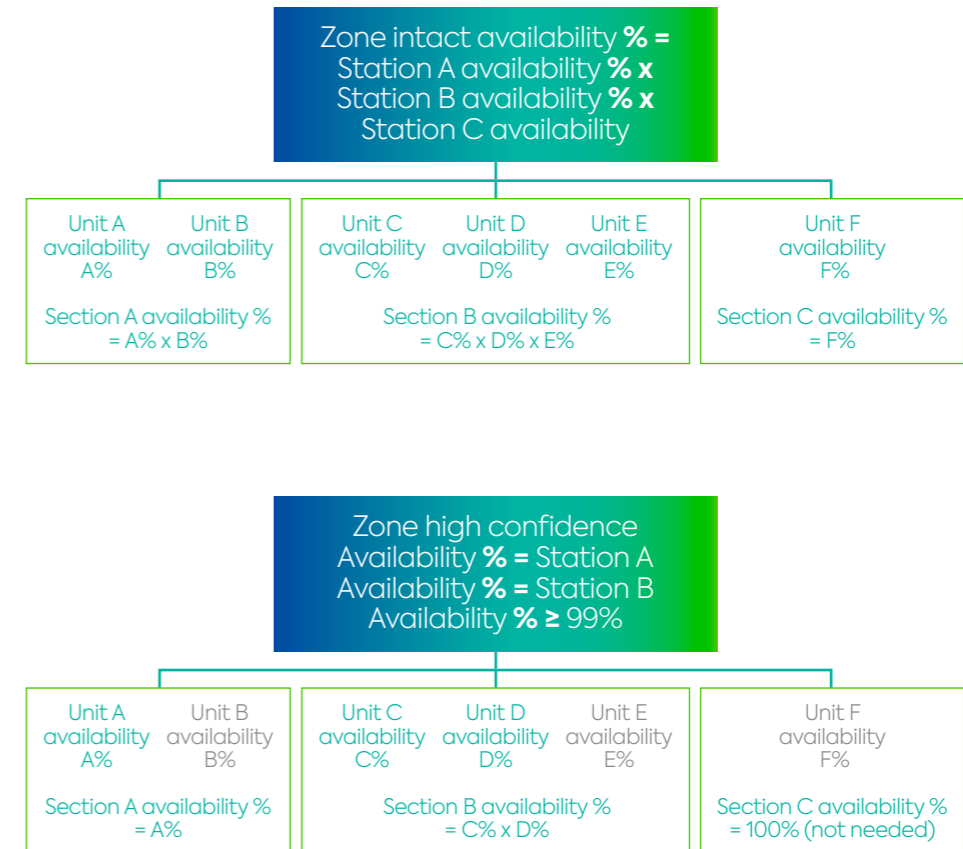 Zone intact availability % =
Station A availability % x
Station B availability % x
Station C availability
Unit A
availability
A%
Unit B
availability
B%
Section A availability %
= A% x B%
Unit C
availability
C%
Unit D
availability
D%
Unit E
availability
E%
Section B availability %
= C% x D% x E%
Unit F
availability
F%
Section C availability %
= F%
Zone high confidence
Availability % = Station A
Availability % = Station B
Availability % ≥ 99%
Unit A
availability
A%
Unit B
availability
B%
Section A availability %
= A%
Unit C
availability
C%
Unit D
availability
D%
Unit E
availability
E%
Section B availability %
= C% x D%
Unit F
availability
F%
Section C availability %
= 100% (not needed)